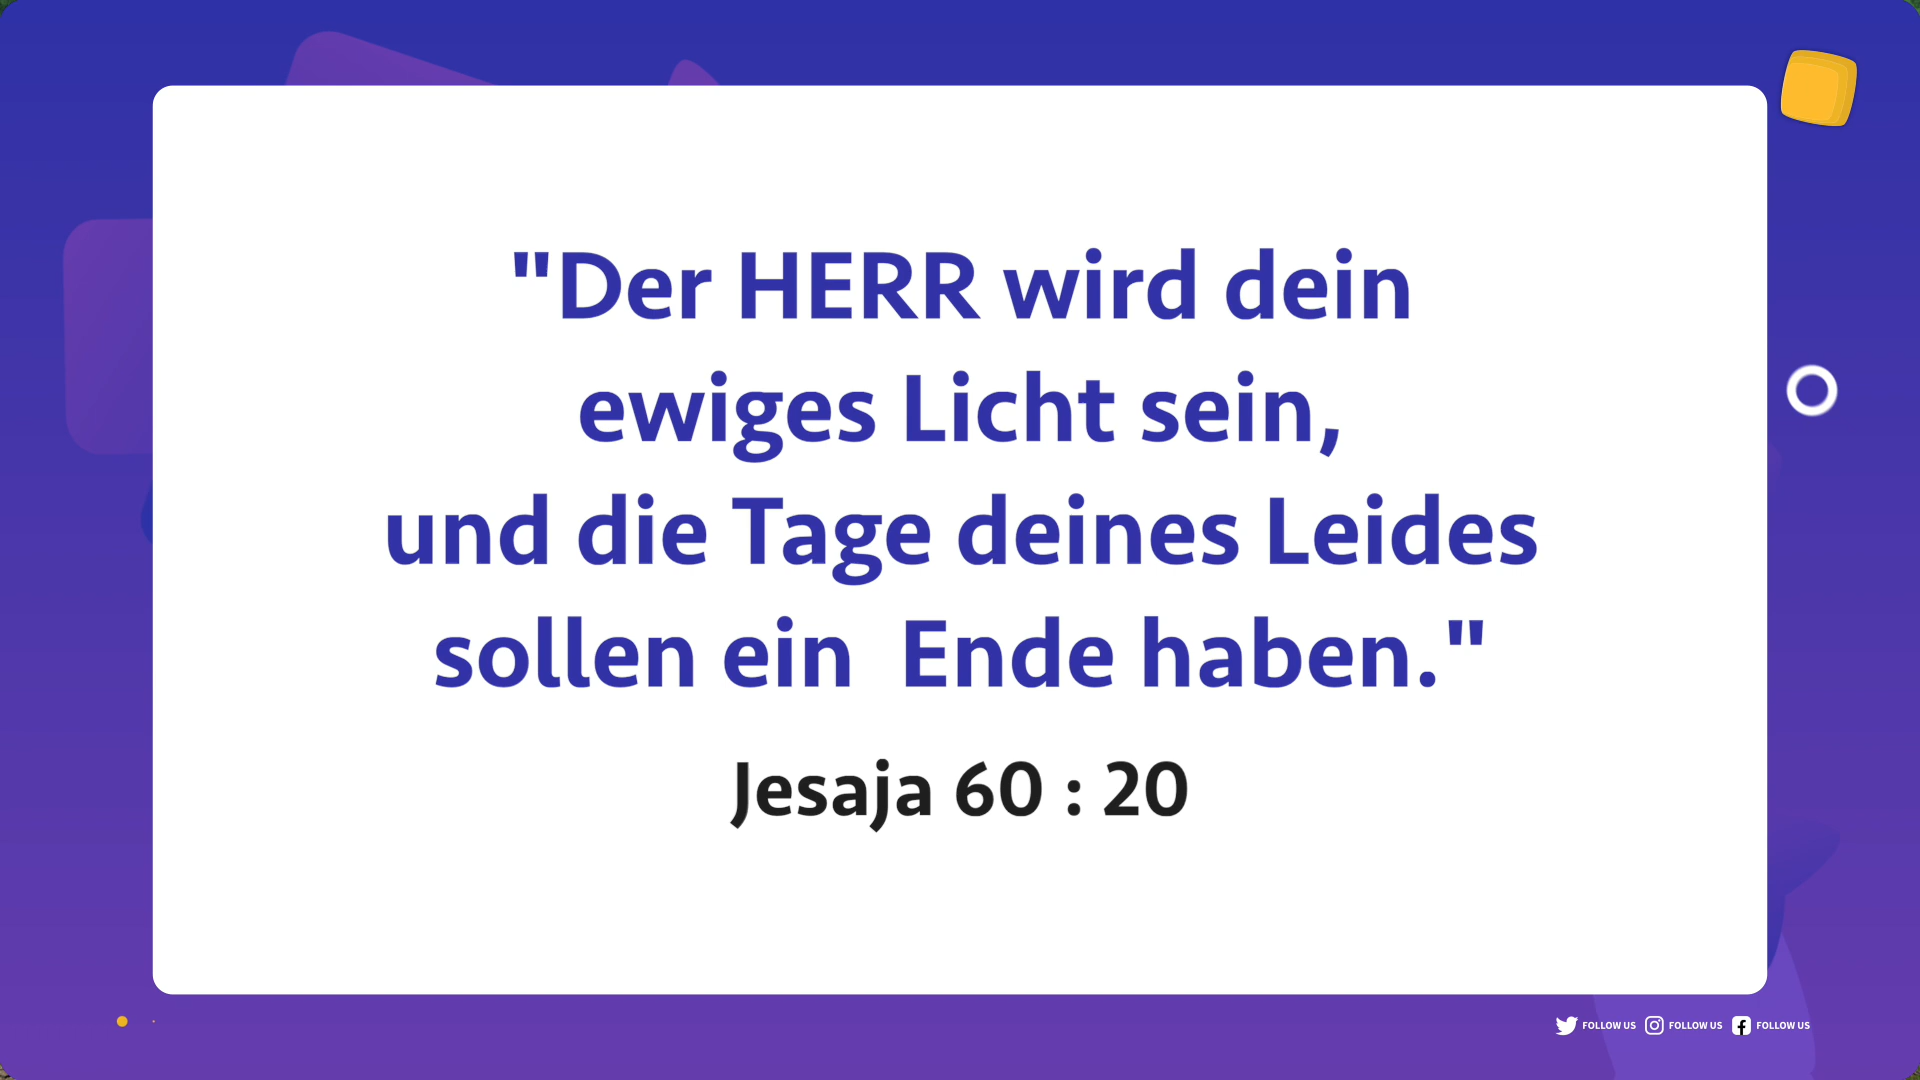 "Der HERR wird dein
ewiges Licht sein,
und die Tage deines Leides
sollen ein  Ende haben."
Jesaja 60 : 20
FOLLOW US FOLLOW US FOLLOW US